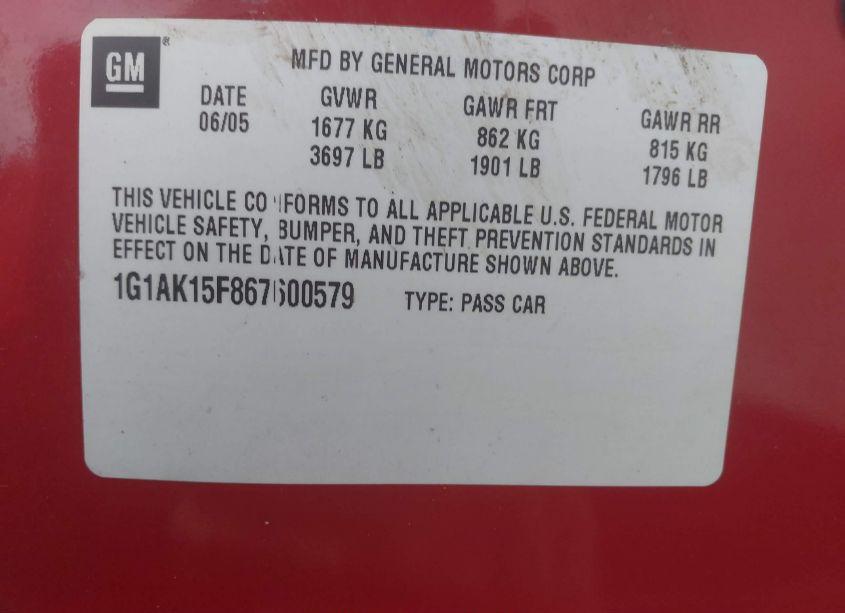 GM®
MFD BY GENERAL MOTORS CORP
DATE GVWR GAWR FRT GAWR RR
06/05 1677 KG 862 KG 815 KG
3697 LB 1901 LB 1796 LB
THIS VEHICLE CONFORMS TO ALL APPLICABLE U.S. FEDERAL MOTOR
VEHICLE SAFETY, BUMPER, AND THEFT PREVENTION STANDARDS IN
EFFECT ON THE DATE OF MANUFACTURE SHOWN ABOVE.
1G1AK15F867600579 TYPE: PASS CAR